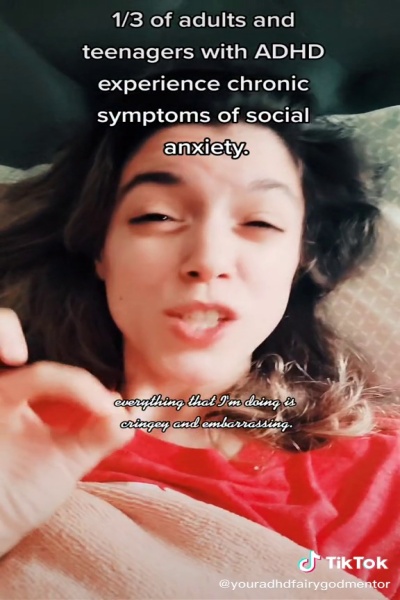 1/3 of adults and
teenagers with ADHD
experience chronic
symptoms of social
anxiety.
everything that I'm doing is
cringey and embarrassing.
TikTok
@youradhdfairygodmentor